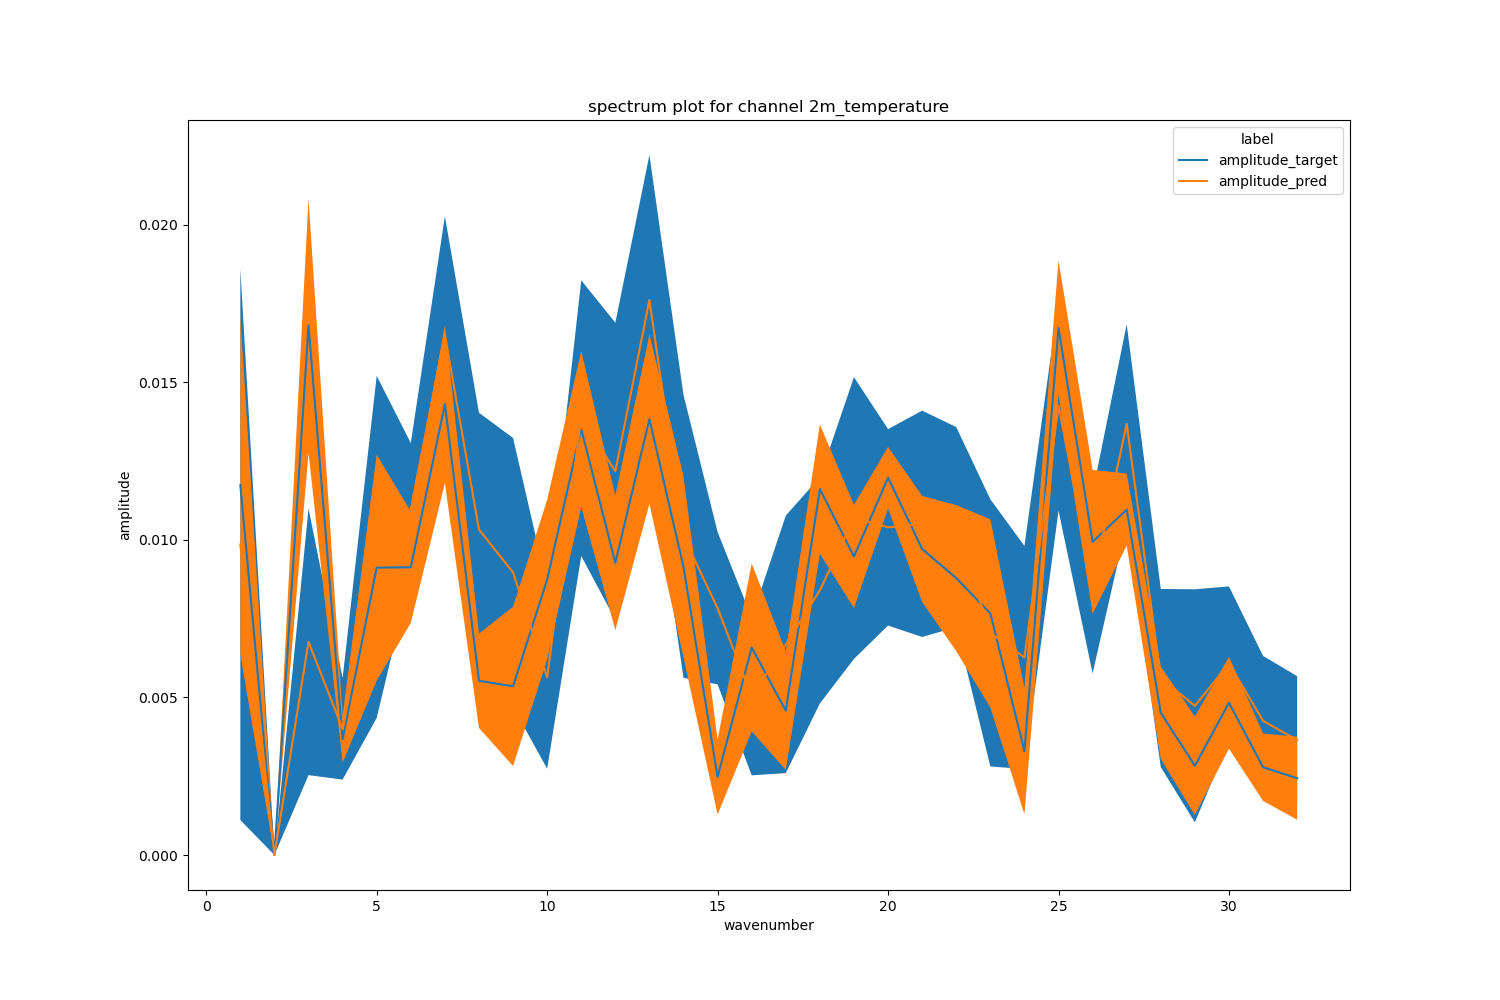 spectrum plot for channel 2m_temperature
label
amplitude_target
amplitude_pred
amplitude
0.020
0.015
0.010
0.005
0.000
0 5 10 15 20 25 30
wavenumber